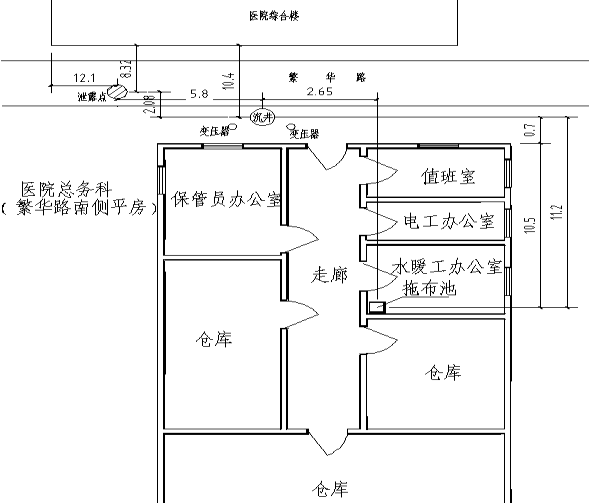 医院综合楼
12.1
8.32
10.4
繁华路
泄露点
2.08
5.8
2.65
沉井
变压器
变压器
0.7
医院总务科
(繁华路南侧平房)
保管员办公室
值班室
电工办公室
10.5
11.2
走廊
水暖工办公室
拖布池
仓库
仓库
仓库